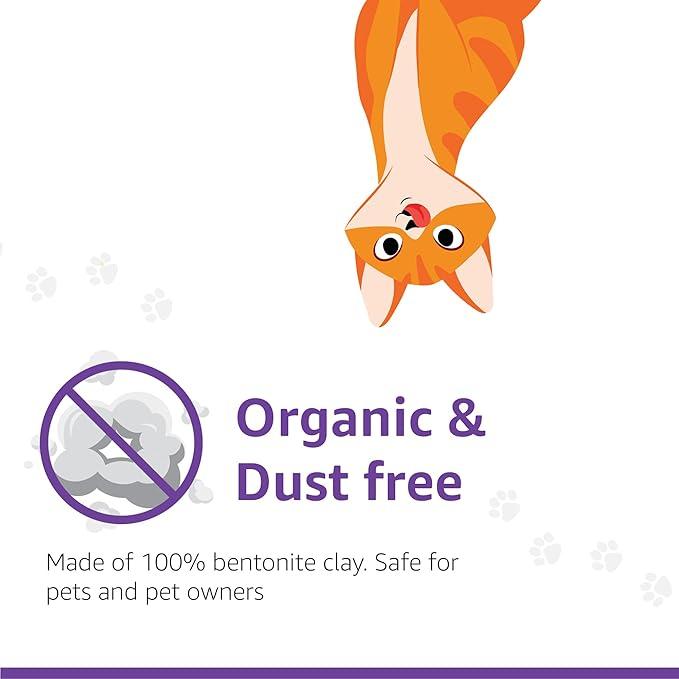 Organic &
Dust free
Made of 100% bentonite clay. Safe for
pets and pet owners